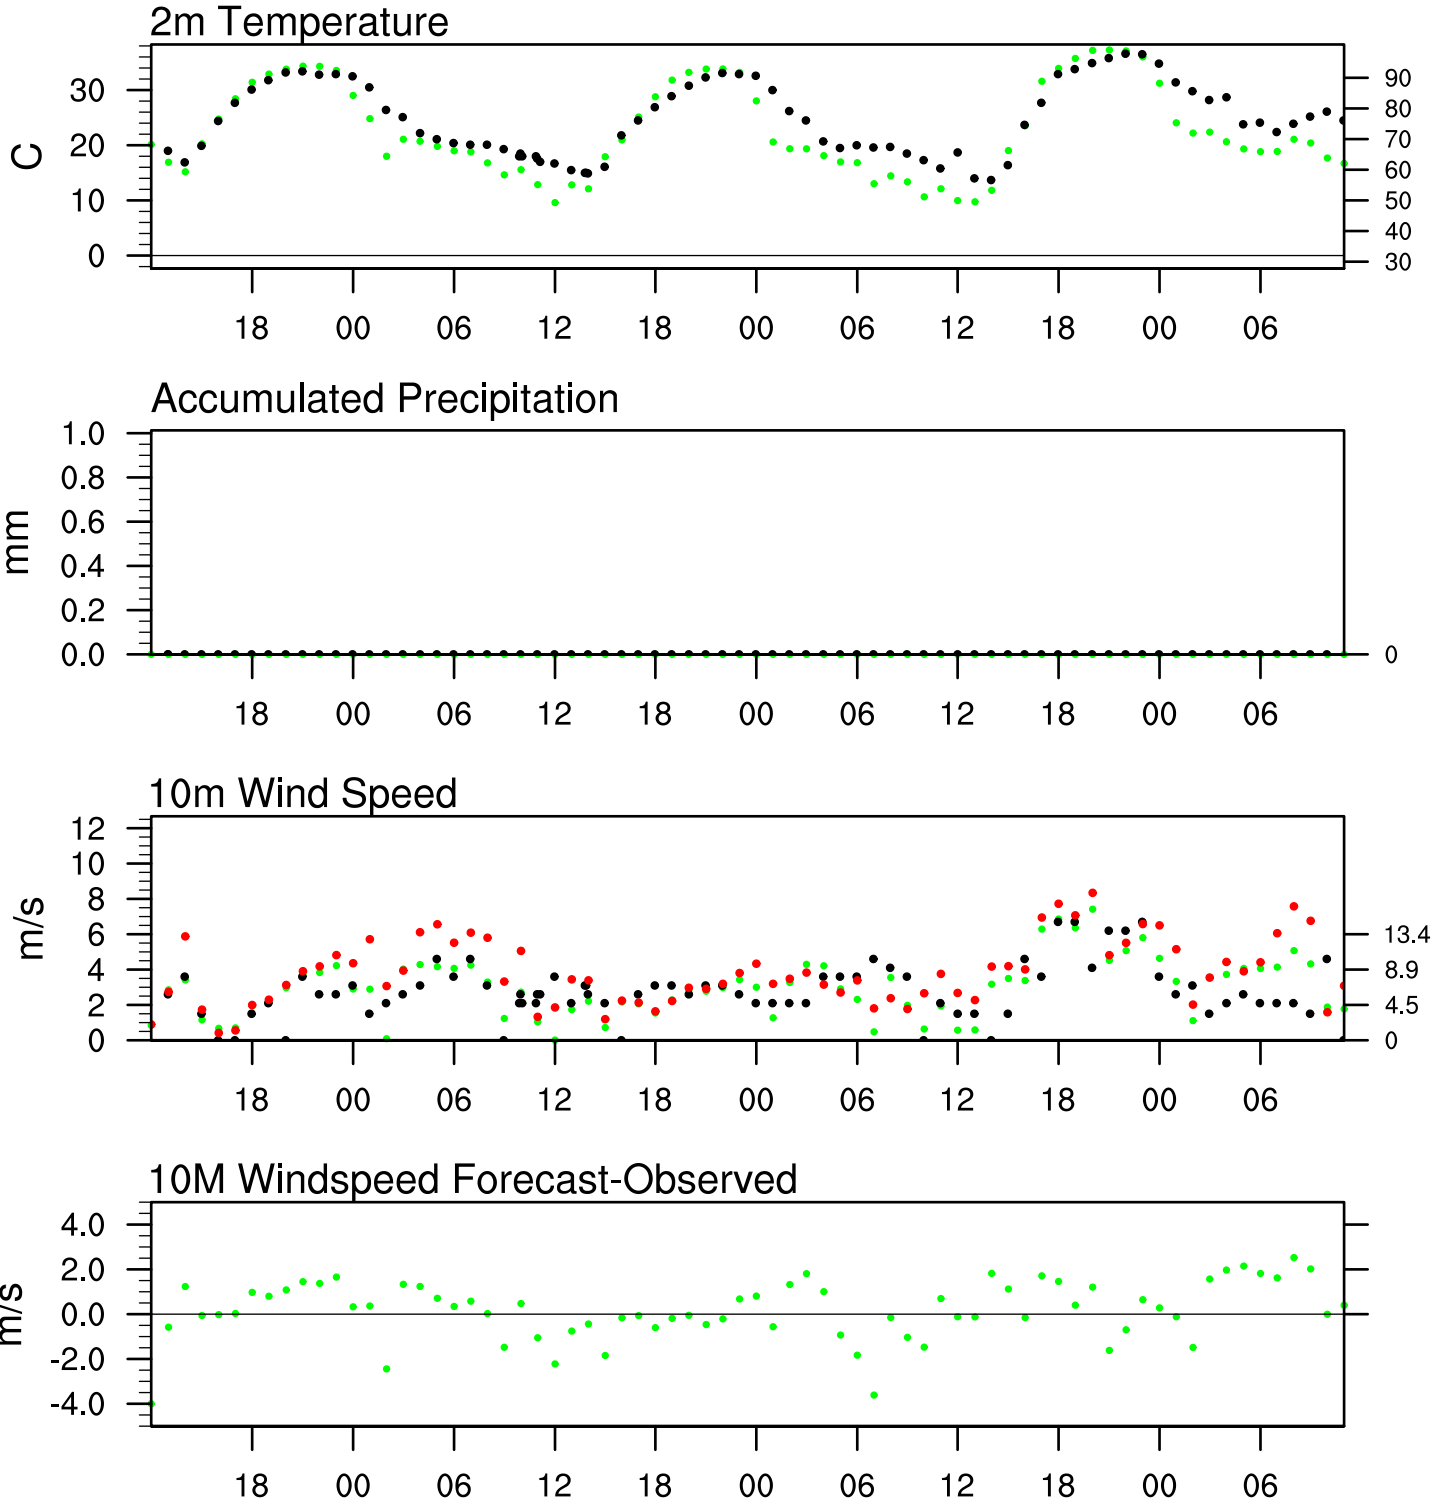 2m Temperature
C
30
20
10
0
90
80
70
60
50
40
30
18 00 06 12 18 00 06 12 18 00 06
Accumulated Precipitation
mm
1.0
0.8
0.6
0.4
0.2
0.0
0
18 00 06 12 18 00 06 12 18 00 06
10m Wind Speed
m/s
12
10
8
6
4
2
0
13.4
8.9
4.5
0
18 00 06 12 18 00 06 12 18 00 06
10M Windspeed Forecast-Observed
m/s
4.0
2.0
0.0
-2.0
-4.0
18 00 06 12 18 00 06 12 18 00 06